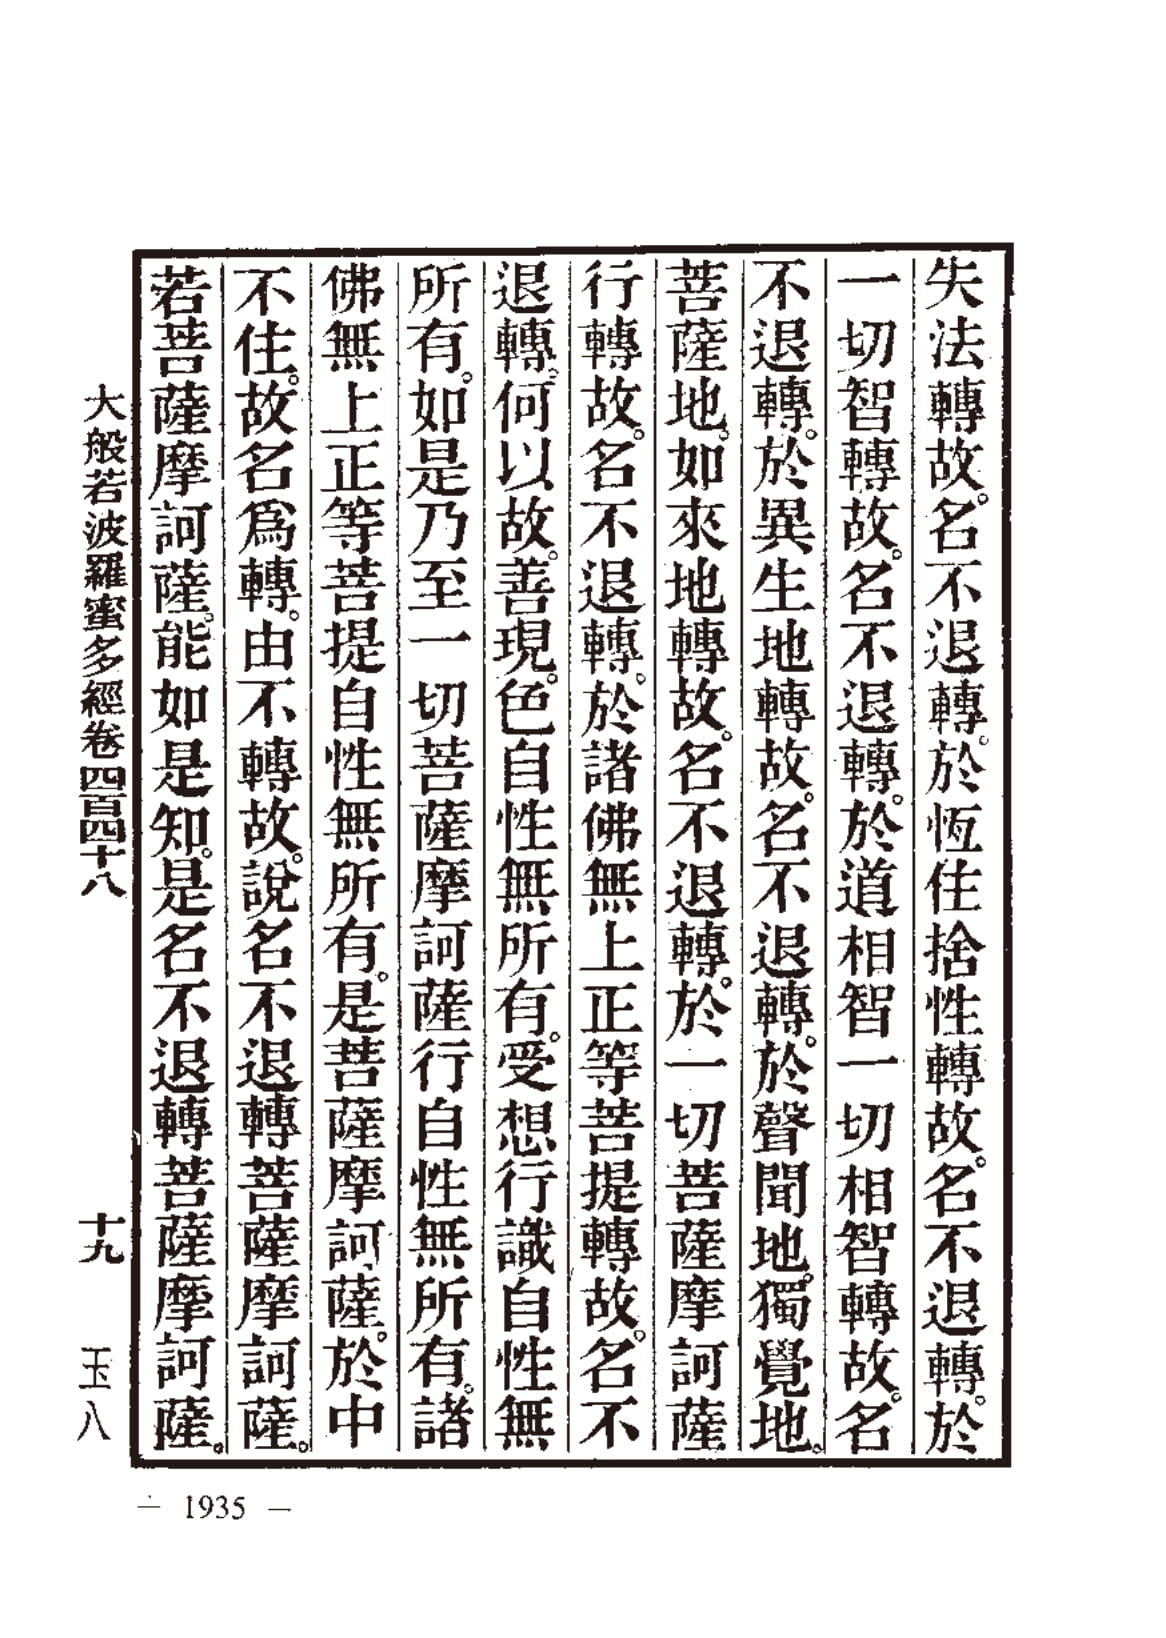 失法轉故。名不退轉。於恆住捨性轉故。名不退轉。於
一切智轉故。名不退轉。於道相智一切相智轉故。名
不退轉。於異生地轉故。名不退轉。於聲聞地。獨覺地。
菩薩地。如來地轉故。名不退轉。於一切菩薩摩訶薩
行轉故。名不退轉。於諸佛無上正等菩提轉故。名不
退轉。何以故。善現。色自性無所有。受想行識自性無
所有。如是乃至一切菩薩摩訶薩行自性無所有。諸
佛無上正等菩提自性無所有。是菩薩摩訶薩。於中
不住。故名爲轉。由不轉故。說名不退轉菩薩摩訶薩。
若菩薩摩訶薩。能如是知。是名不退轉菩薩摩訶薩。
大般若波羅蜜多經卷四百四十八 十九 玉八
— 1935 —